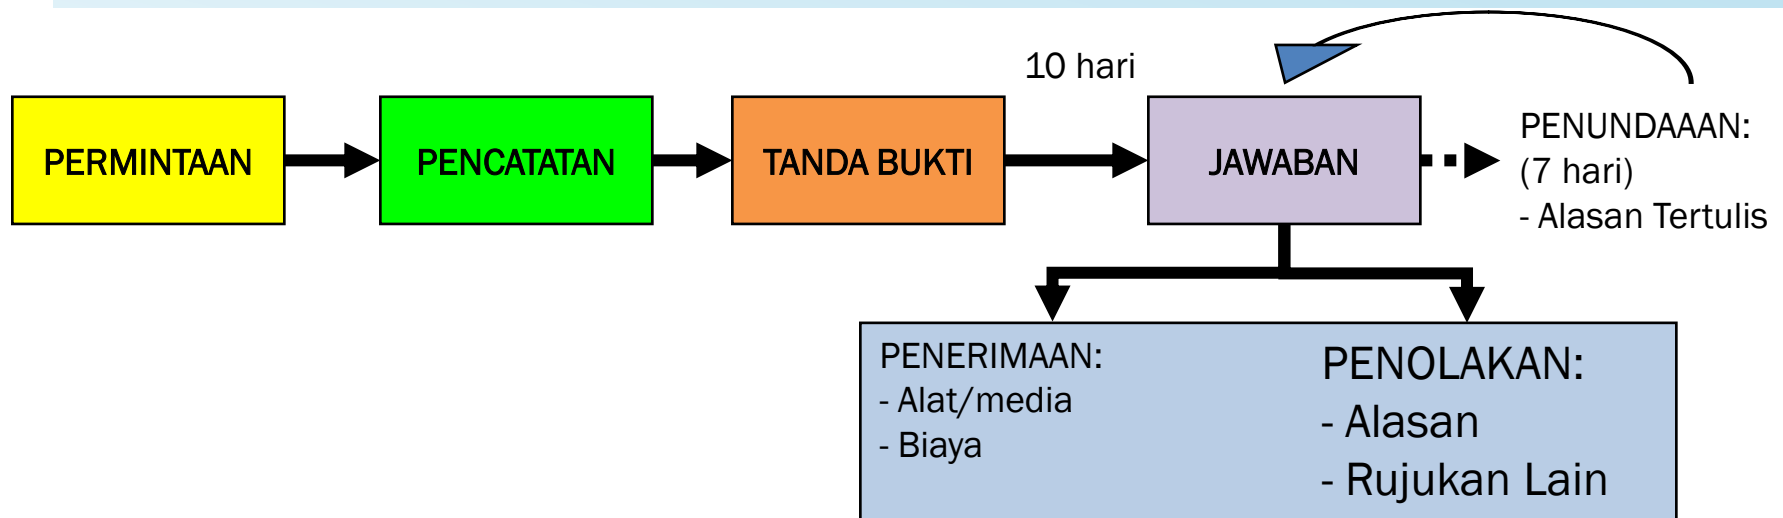 10 hari
PERMINTAAN
PENCATATAN
TANDA BUKTI
JAWABAN
PENUNDAAAN:
(7 hari)
- Alasan Tertulis
PENERIMAAN:
- Alat/media
- Biaya
PENOLAKAN:
- Alasan
- Rujukan Lain